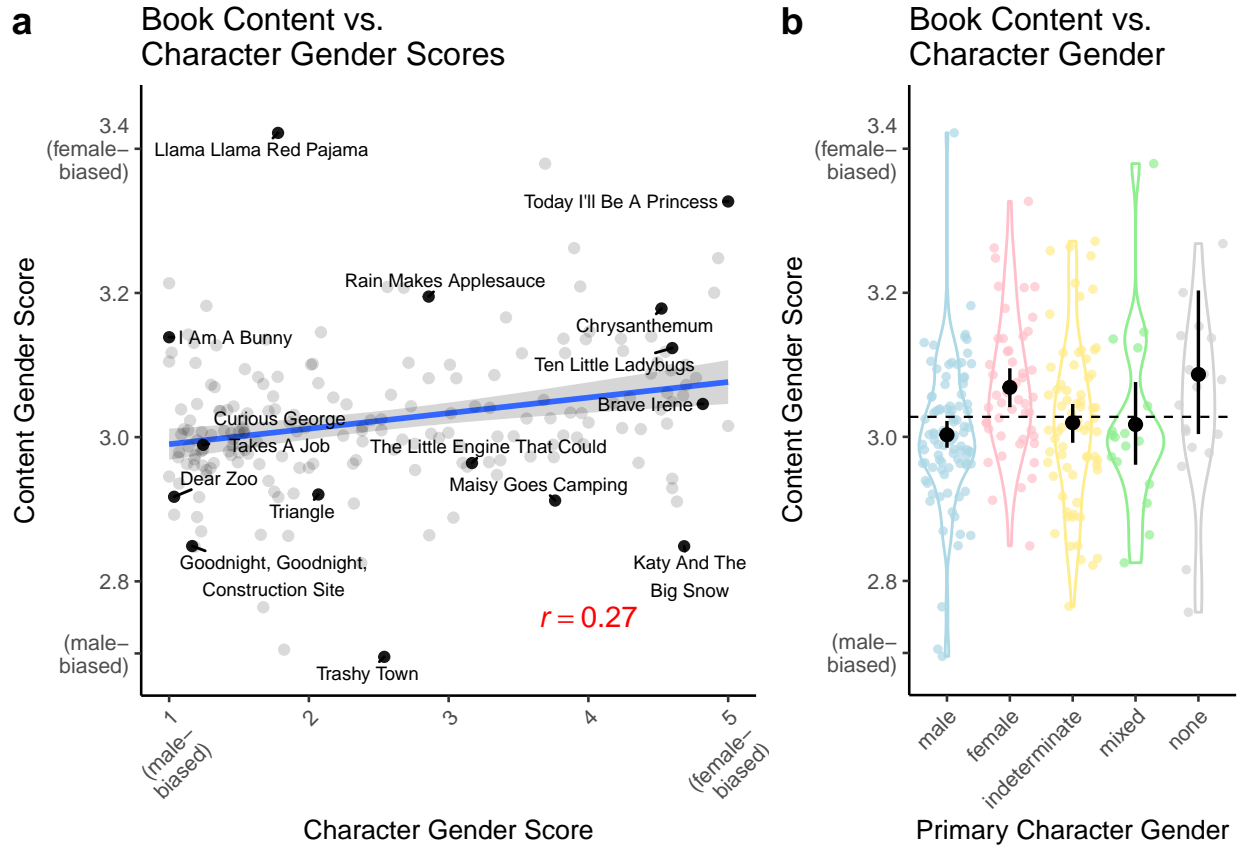 a
Book Content vs.
Character Gender Scores
3.4
(female–
biased)
3.2
3.0
2.8
(male–
biased)
Content Gender Score
Llama Llama Red Pajama
Today I'll Be A Princess
Rain Makes Applesauce
Chrysanthemum
I Am A Bunny
Ten Little Ladybugs
Brave Irene
Curious George
Takes A Job
The Little Engine That Could
Dear Zoo
Maisy Goes Camping
Triangle
Goodnight, Goodnight,
Construction Site
Katy And The
Big Snow
r = 0.27
Trashy Town
1
(male–
biased)
2
3
4
5
(female–
biased)
Character Gender Score
b
Book Content vs.
Character Gender
3.4
(female–
biased)
3.2
3.0
2.8
(male–
biased)
Content Gender Score
male
female
indeterminate
mixed
none
Primary Character Gender